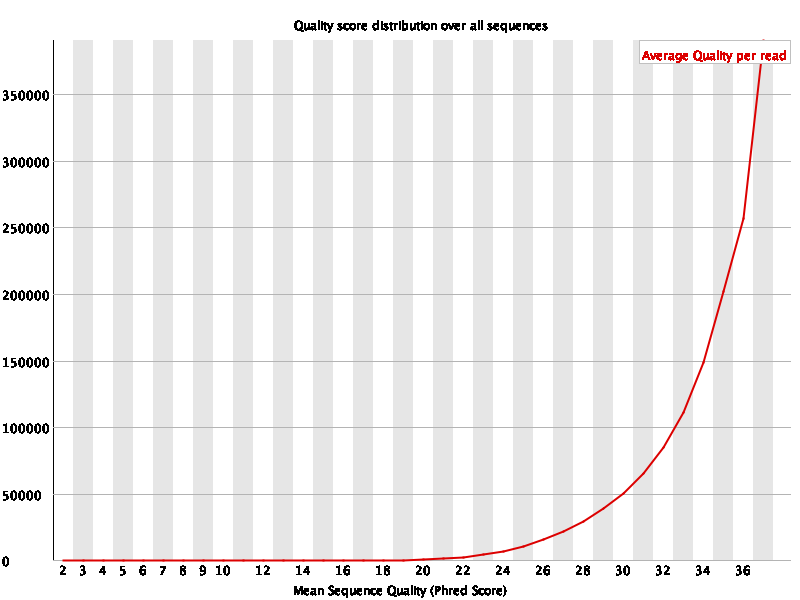 Quality score distribution over all sequences
Average Quality per read
350000
300000
250000
200000
150000
100000
50000
0
2 3 4 5 6 7 8 9 10 12 14 16 18 20 22 24 26 28 30 32 34 36
Mean Sequence Quality (Phred Score)